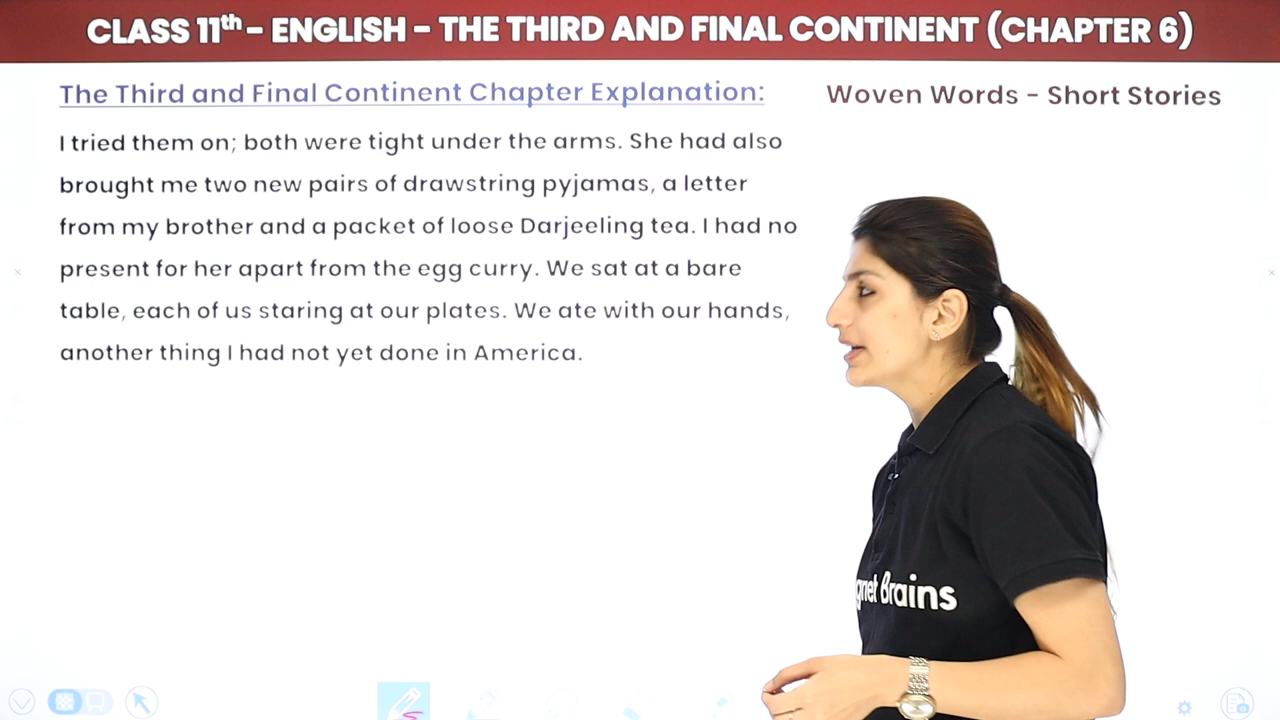 CLASS 11th - ENGLISH - THE THIRD AND FINAL CONTINENT (CHAPTER 6)
The Third and Final Continent Chapter Explanation:
Woven Words - Short Stories
I tried them on; both were tight under the arms. She had also
brought me two new pairs of drawstring pyjamas, a letter
from my brother and a packet of loose Darjeeling tea. I had no
present for her apart from the egg curry. We sat at a bare
table, each of us staring at our plates. We ate with our hands,
another thing I had not yet done in America.
gnet Brains